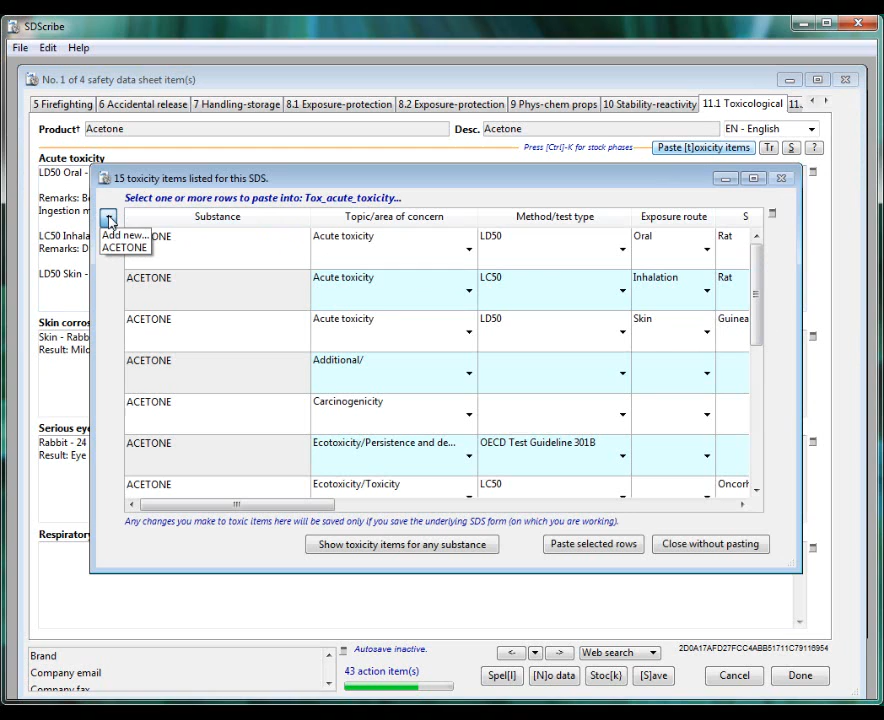 SDScribe
File Edit Help
No. 1 of 4 safety data sheet item(s)
5 Firefighting 6 Accidental release 7 Handling-storage 8.1 Exposure-protection 8.2 Exposure-protection 9 Phys-chem props 10 Stability-reactivity 11.1 Toxicological 11.
Product† Acetone Desc. Acetone EN - English
Press [Ctrl]-K for stock phases Paste [t]oxicity items Tr S ?
Acute toxicity
LD50 Oral -
Remarks: B
Ingestion m
LC50 Inhala
Remarks: D
LD50 Skin -
Skin corros
Skin - Rabb
Result: Milc
Serious eye
Rabbit - 24
Result: Eye
Respirator
15 toxicity items listed for this SDS.
Select one or more rows to paste into: Tox_acute_toxicity...
Substance Topic/area of concern Method/test type Exposure route S
Add new...
ACETONE
ONE Acute toxicity LD50 Oral Rat
ACETONE Acute toxicity LC50 Inhalation Rat
ACETONE Acute toxicity LD50 Skin Guinea
ACETONE Additional/
ACETONE Carcinogenicity
ACETONE Ecotoxicity/Persistence and de... OECD Test Guideline 301B
ACETONE Ecotoxicity/Toxicity LC50 Oncorh
Any changes you make to toxic items here will be saved only if you save the underlying SDS form (on which you are working).
Show toxicity items for any substance Paste selected rows Close without pasting
Brand
Company email
Company fax
Autosave inactive.
43 action item(s)
<- -> Web search 2D0A17AFD27FCC4ABB51711C79116954
Spel[l] [N]o data Stoc[k] [S]ave Cancel Done